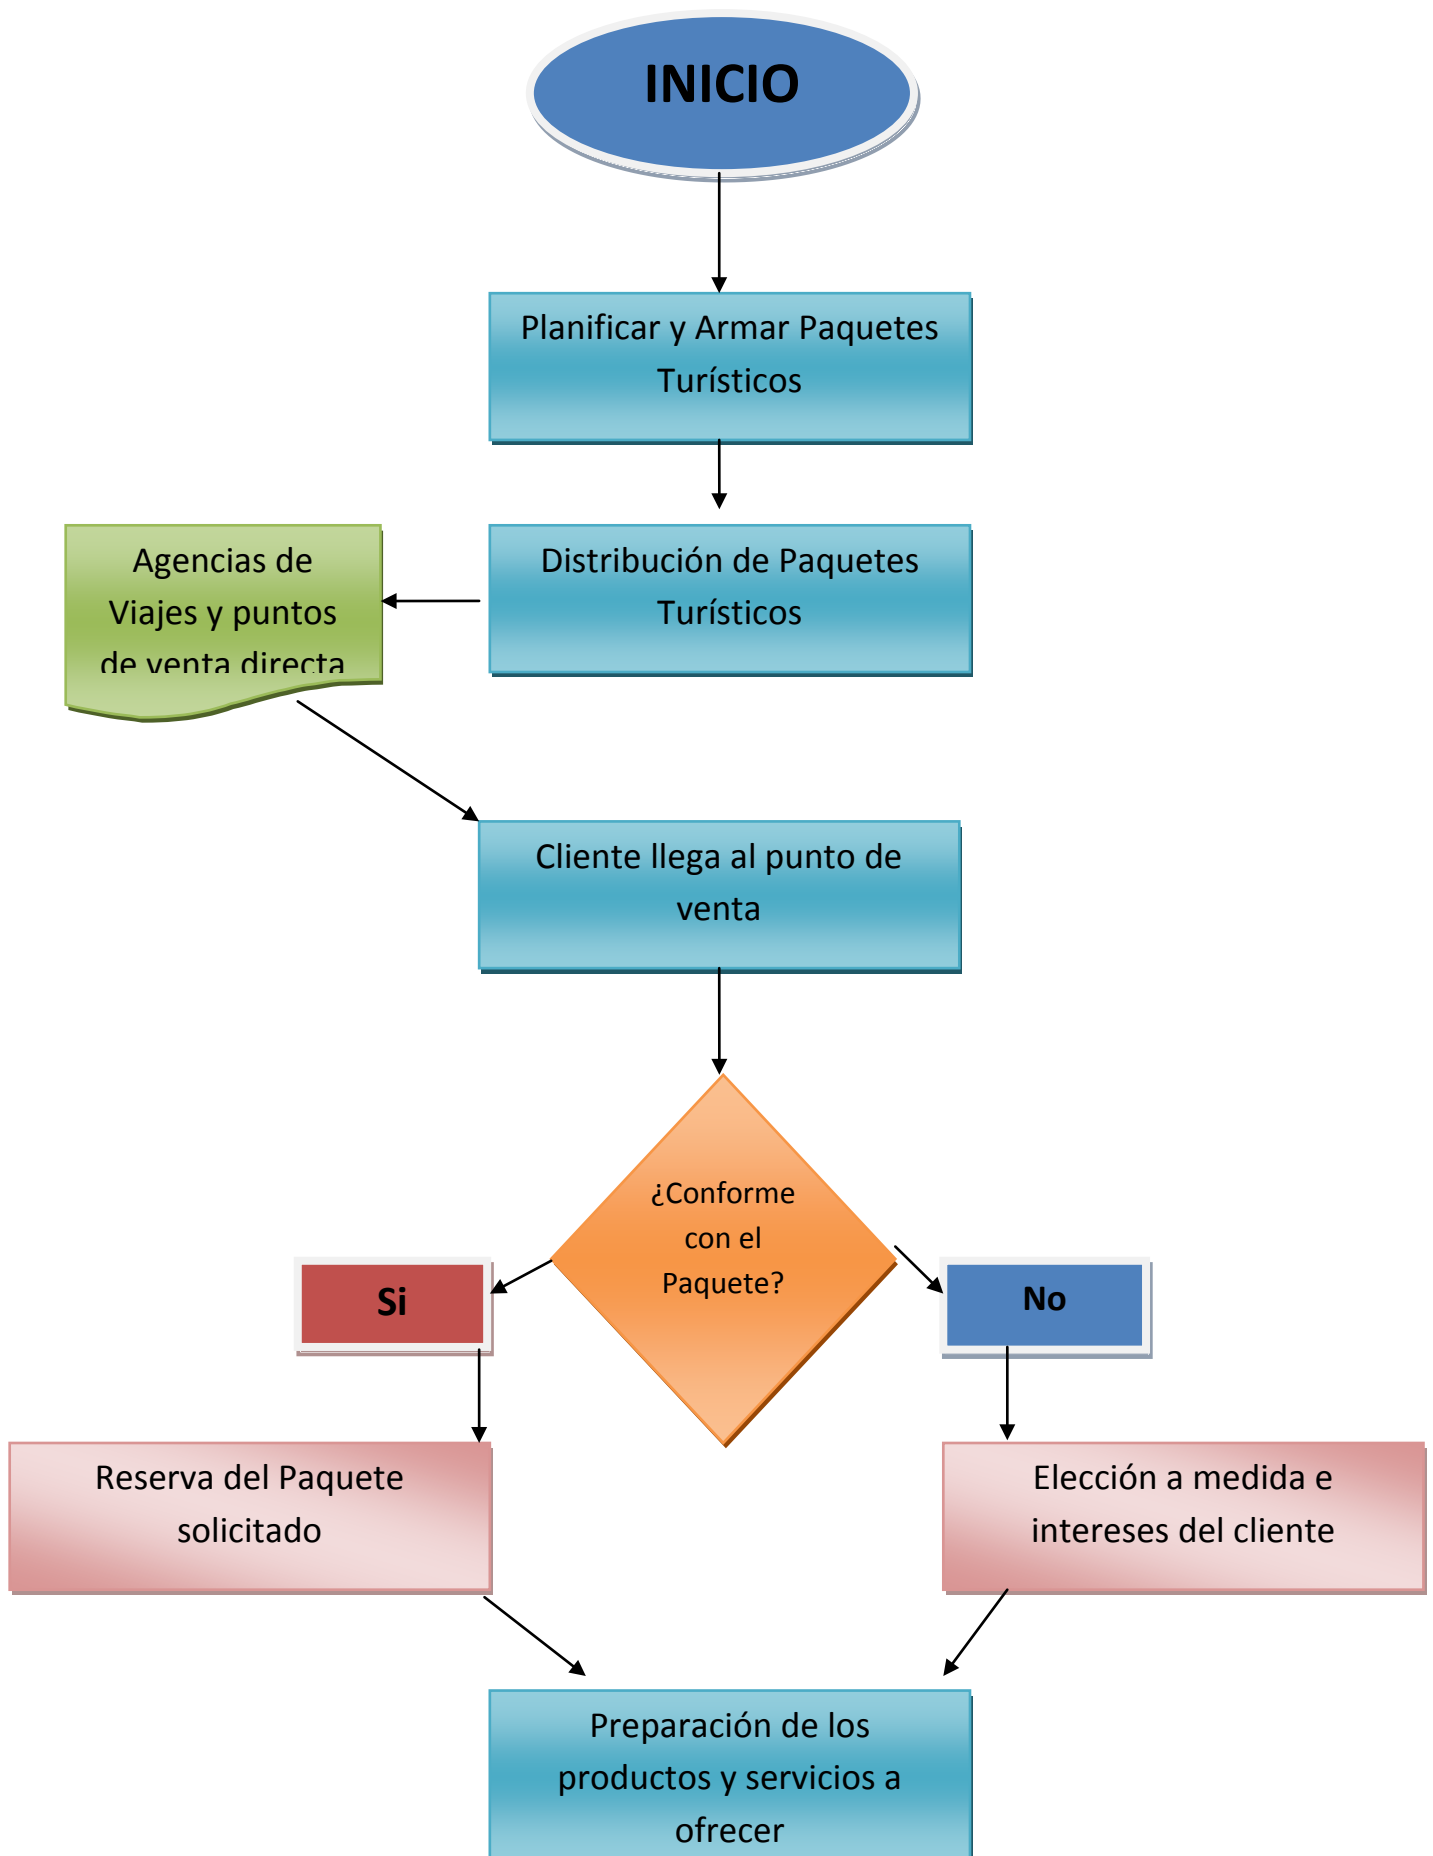 INICIO
Planificar y Armar Paquetes
Turísticos
Agencias de
Viajes y puntos
de venta directa
Distribución de Paquetes
Turísticos
Cliente llega al punto de
venta
¿Conforme
con el
Paquete?
Si
No
Reserva del Paquete
solicitado
Elección a medida e
intereses del cliente
Preparación de los
productos y servicios a
ofrecer